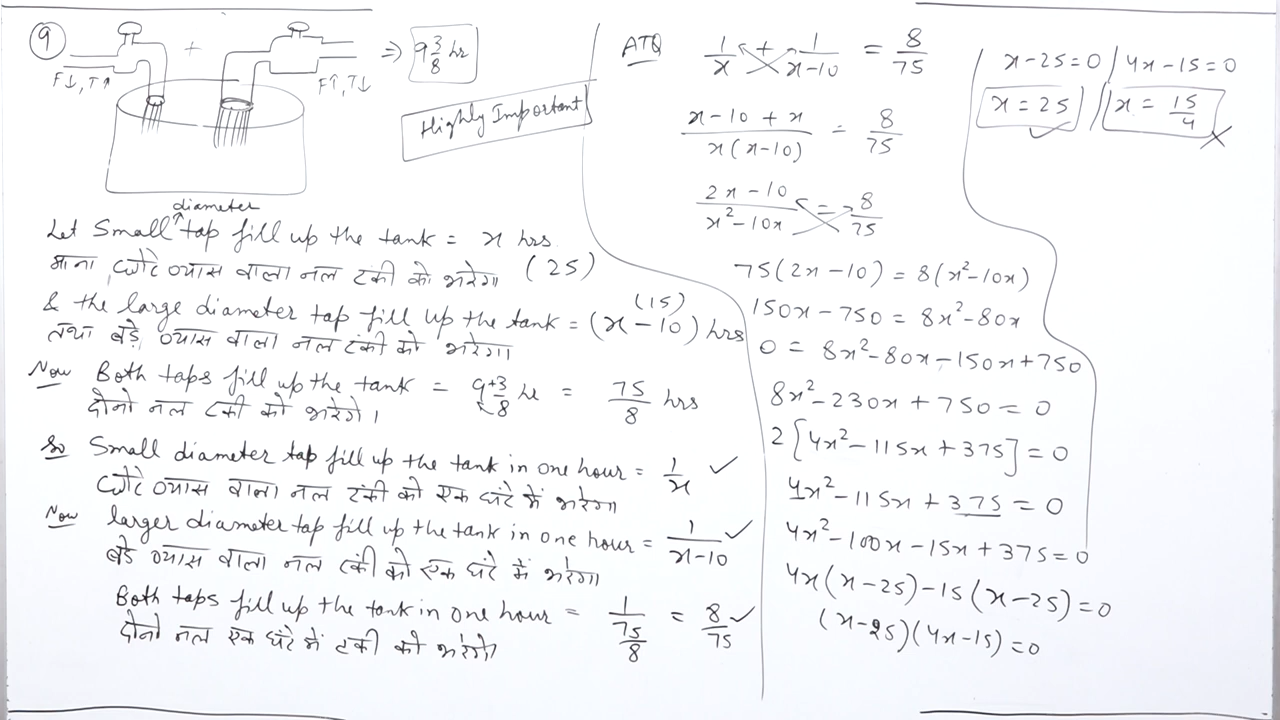 9
+
⇒ 9 3/8 hr
F↓, T↑
F↑, T↓
Highly Important
diameter
Let Small tap fill up the tank = x hrs
माना छोटे व्यास वाला नल टंकी को भरेगा (25)
(15)
& the large diameter tap fill up the tank = (x-10) hrs
तथा बड़े व्यास वाला नल टंकी को भरेगा।
Now Both taps fill up the tank = 9+3/8 hr = 75/8 hrs
दोनो नल टंकी को भरेंगे।
So Small diameter tap fill up the tank in one hour = 1/x ✓
छोटे व्यास वाला नल टंकी को एक घंटे में भरेगा
Now larger diameter tap fill up the tank in one hour = 1/(x-10) ✓
बड़े व्यास वाला नल टंकी को एक घंटे में भरेगा
Both taps fill up the tank in one hour = 1/(75/8) = 8/75 ✓
दोनो नल एक घंटे में टंकी को भरेंगे
ATQ 1/x + 1/(x-10) = 8/75
(x-10+x)/(x(x-10)) = 8/75
(2x-10)/(x²-10x) = 8/75
75(2x-10) = 8(x²-10x)
150x-750 = 8x²-80x
0 = 8x²-80x-150x+750
8x²-230x+750=0
2[4x²-115x+375]=0
4x²-115x+375=0
4x²-100x-15x+375=0
4x(x-25)-15(x-25)=0
(x-25)(4x-15)=0
x-25=0 / 4x-15=0
x=25 // x=15/4
✓ ×